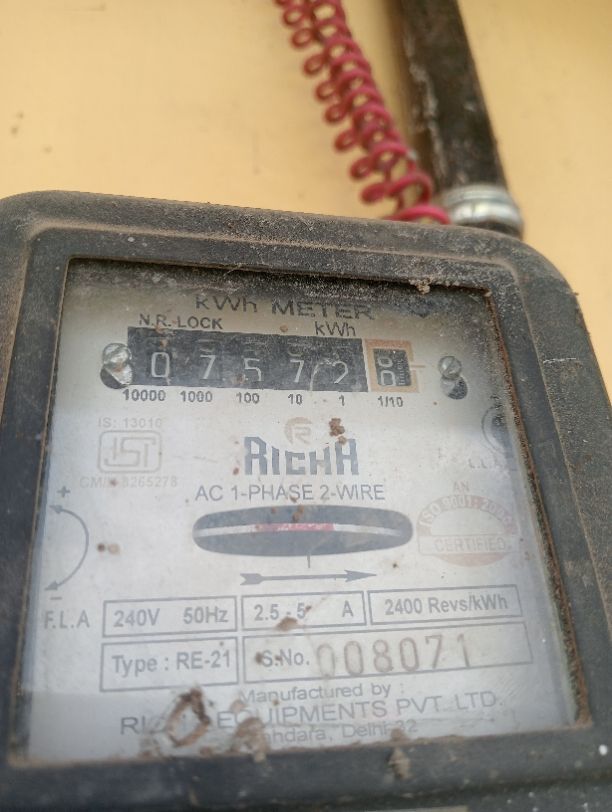 kWh METER
N.R.-LOCK kWh
0 7 5 7 2
10000 1000 100 10 1 1/10
IS: 13010
CM/L-8265278
RICHA
AC 1-PHASE 2-WIRE
AN
CERTIFIED
+
-
F.L.A
240V 50Hz
2.5 - 5 A
2400 Revs/kWh
Type : RE-21
S.No. 008071
Manufactured by :
EQUIPMENTS PVT. LTD.
Delhi-32